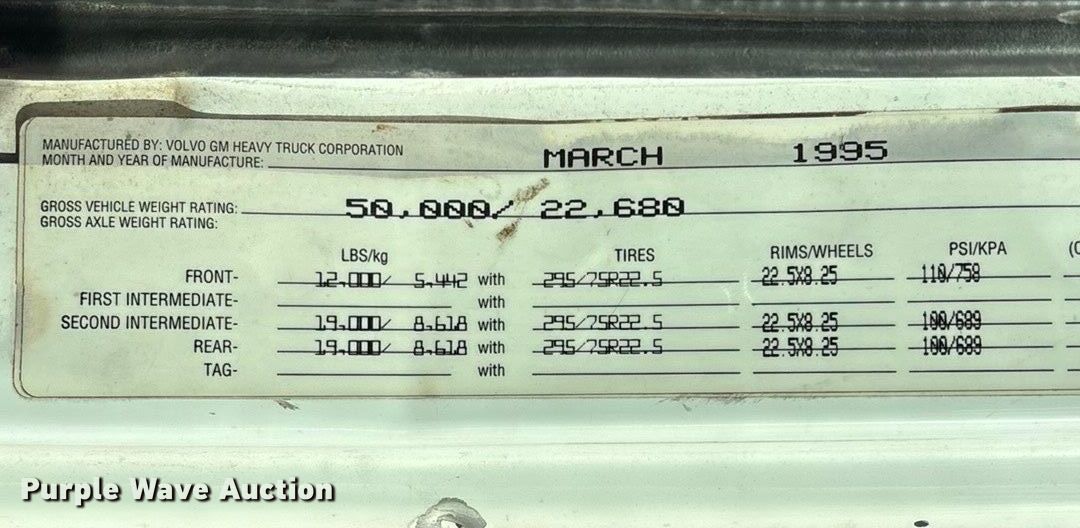 MANUFACTURED BY: VOLVO GM HEAVY TRUCK CORPORATION
MONTH AND YEAR OF MANUFACTURE: MARCH 1995
GROSS VEHICLE WEIGHT RATING: 50,000/ 22,680
GROSS AXLE WEIGHT RATING:
LBS/kg TIRES RIMS/WHEELS PSI/KPA (C
FRONT- 12,000/ 5,442 with 295/75R22.5 22.5X8.25 110/758
FIRST INTERMEDIATE- with
SECOND INTERMEDIATE- 19,000/ 8,618 with 295/75R22.5 22.5X8.25 100/689
REAR- 19,000/ 8,618 with 295/75R22.5 22.5X8.25 100/689
TAG- with
Purple Wave Auction